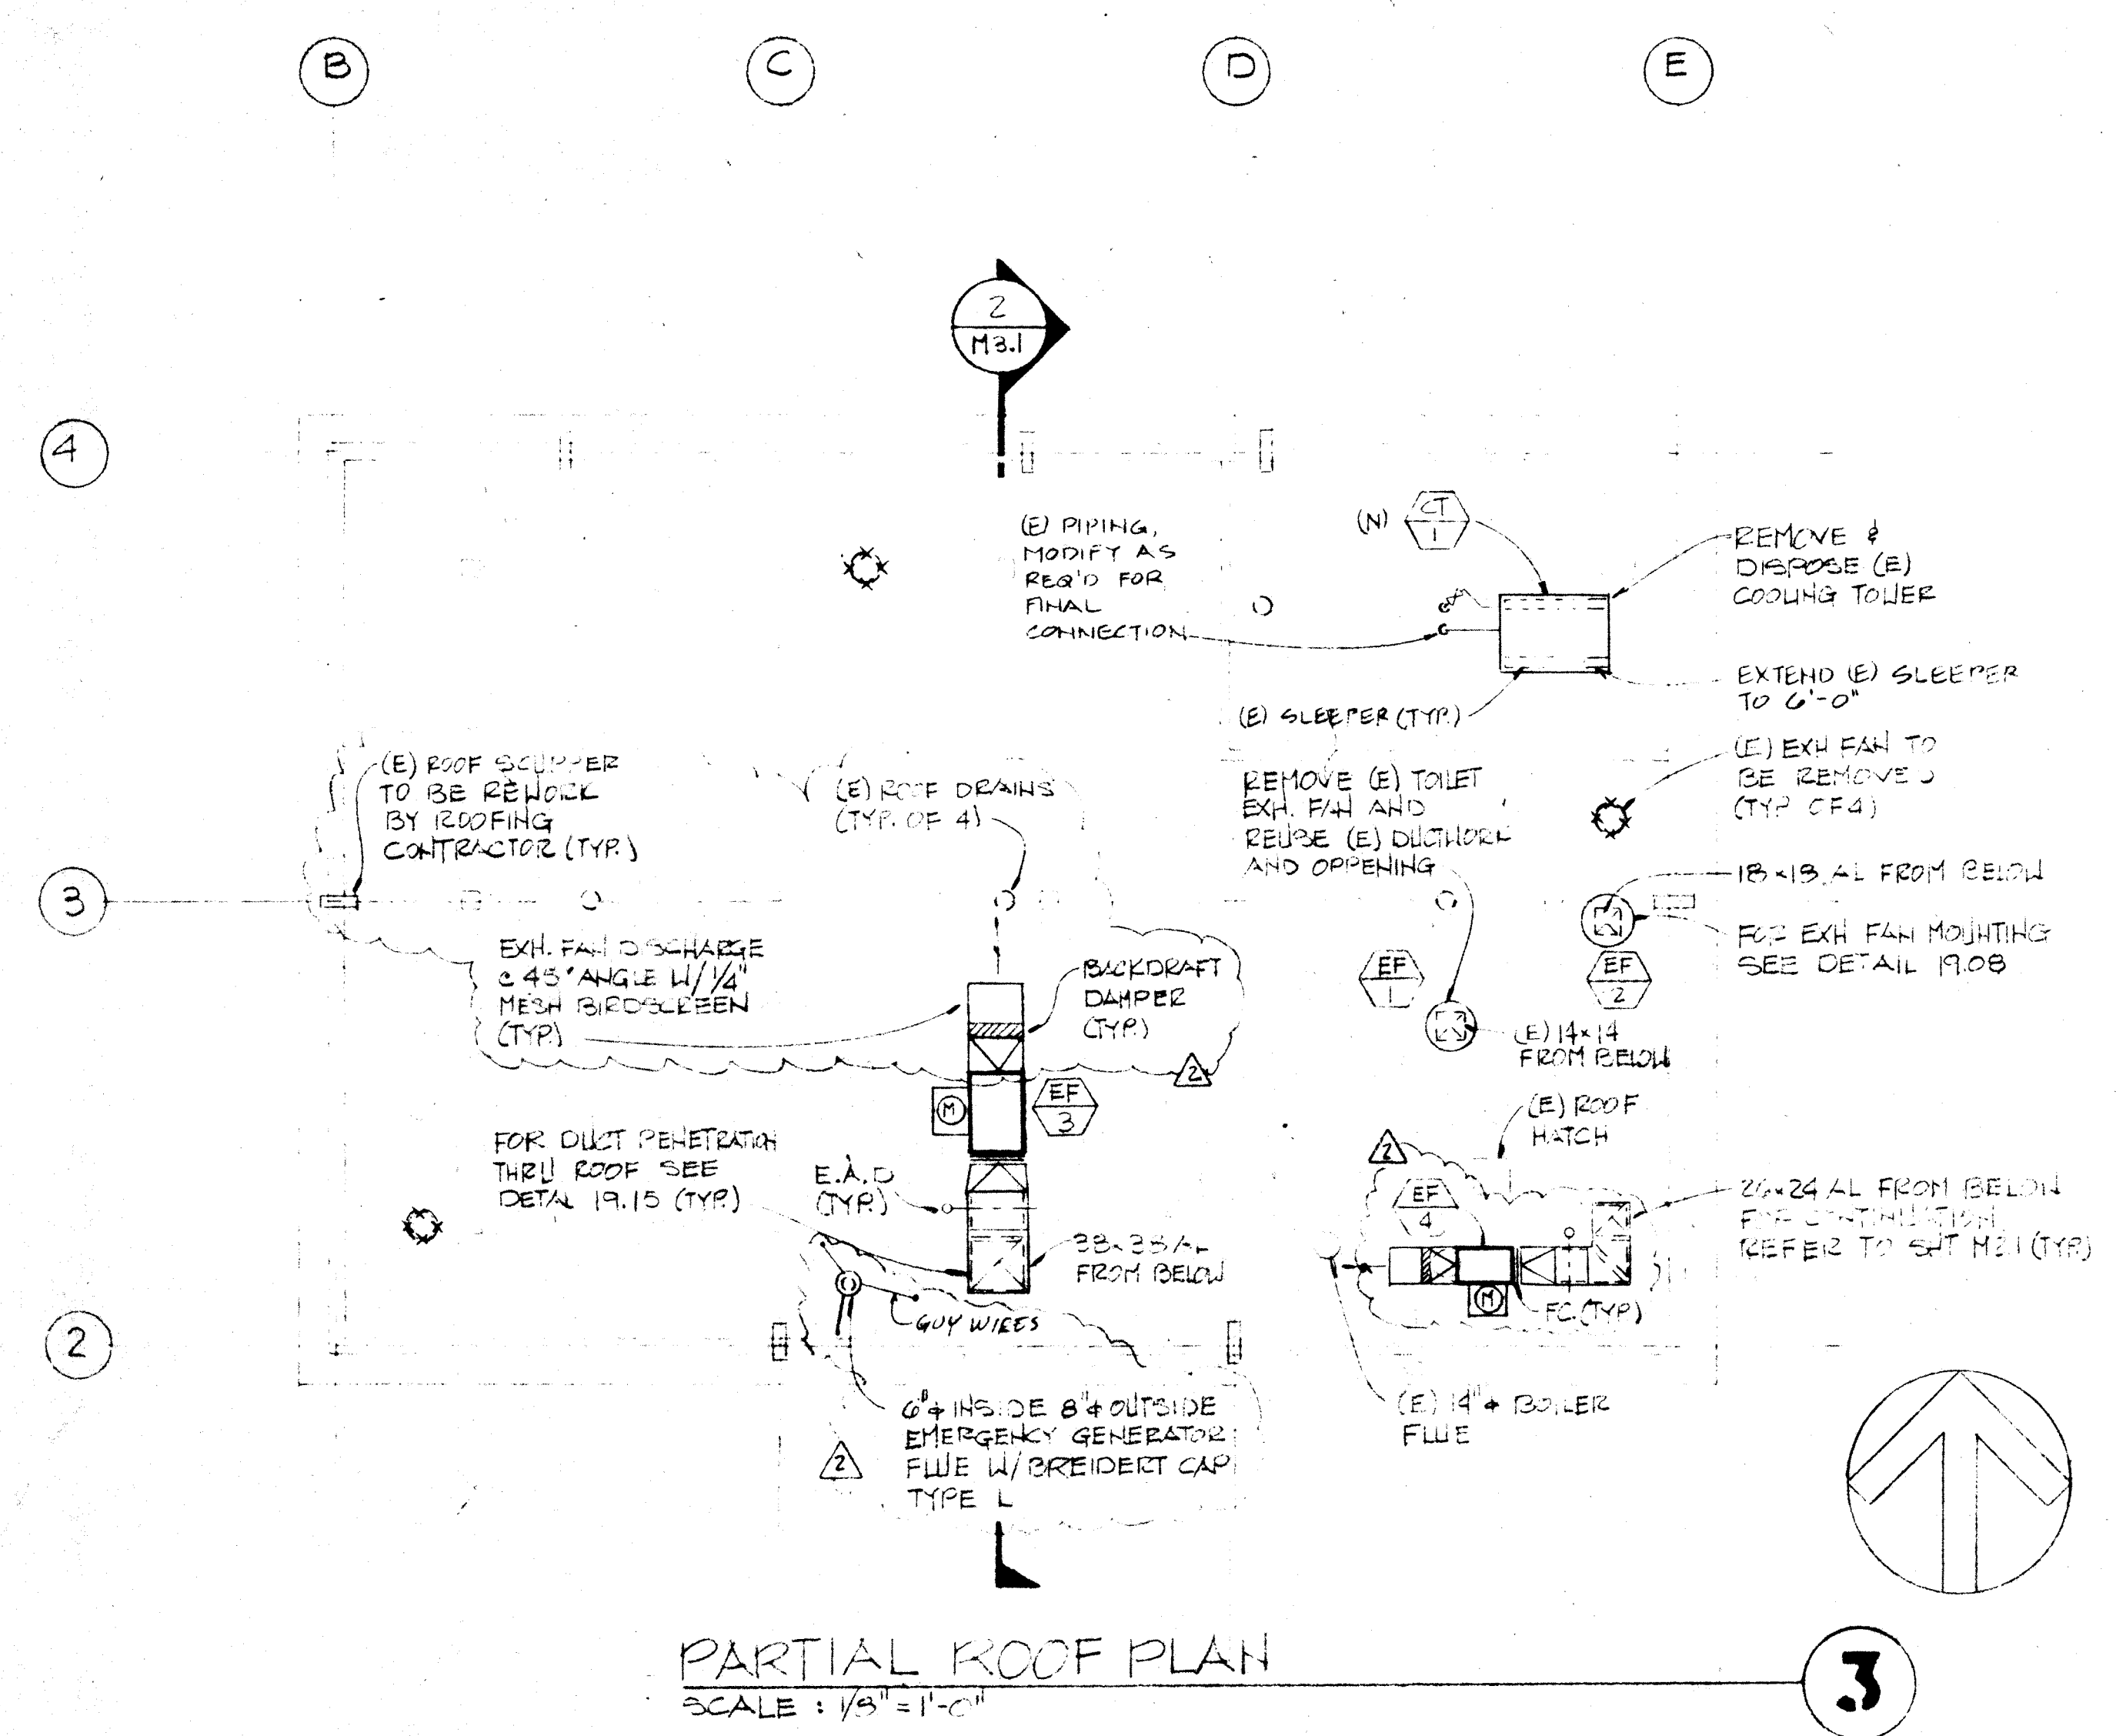 B
C
D
E
2
M3.1
4
(E) PIPING,
MODIFY AS
REQ'D FOR
FINAL
CONNECTION
(N)
CT
1
REMOVE &
DISPOSE (E)
COOLING TOWER
EXTEND (E) SLEEPER
TO 6'-0"
(E) SLEEPER (TYP.)
(E) ROOF SCUPPER
TO BE REWORK
BY ROOFING
CONTRACTOR (TYP.)
(E) ROOF DRAINS
(TYP. OF 4)
REMOVE (E) TOILET
EXH. FAN AND
REUSE (E) DUCTWORK
AND OPPENING
(E) EXH FAN TO
BE REMOVED
(TYP OF 4)
3
18x18 AL FROM BELOW
FOR EXH FAN MOUNTING
SEE DETAIL 19.08
EXH. FAN DISCHARGE
@ 45° ANGLE W/ 1/4"
MESH BIRDSCREEN
(TYP.)
BACKDRAFT
DAMPER
(TYP.)
EF
1
EF
2
(E) 14x14
FROM BELOW
2
M
EF
3
FOR DUCT PENETRATION
THRU ROOF SEE
DETAL 19.15 (TYP.)
E.A.D
(TYP.)
(E) ROOF
HATCH
2
EF
4
26x24 AL FROM BELOW
FOR CONTINUATION
REFER TO SHT M2.1 (TYP.)
38x38 AL
FROM BELOW
M
FC. (TYP.)
GUY WIRES
2
6"ϕ INSIDE 8"ϕ OUTSIDE
EMERGENCY GENERATOR
FLUE W/ BREIDERT CAP
TYPE L
2
(E) 14"ϕ BOILER
FLUE
PARTIAL ROOF PLAN
SCALE : 1/8" = 1'-0"
3